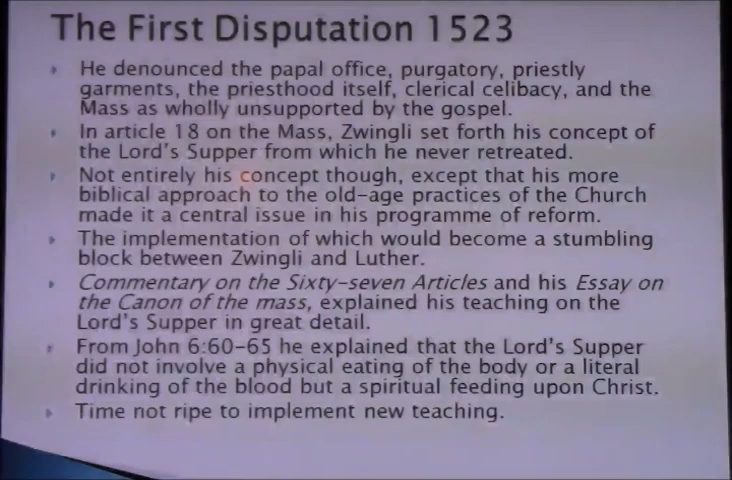 The First Disputation 1523
He denounced the papal office, purgatory, priestly
garments, the priesthood itself, clerical celibacy, and the
Mass as wholly unsupported by the gospel.
In article 18 on the Mass, Zwingli set forth his concept of
the Lord's Supper from which he never retreated.
Not entirely his concept though, except that his more
biblical approach to the old-age practices of the Church
made it a central issue in his programme of reform.
The implementation of which would become a stumbling
block between Zwingli and Luther.
Commentary on the Sixty-seven Articles and his Essay on
the Canon of the mass, explained his teaching on the
Lord's Supper in great detail.
From John 6:60-65 he explained that the Lord's Supper
did not involve a physical eating of the body or a literal
drinking of the blood but a spiritual feeding upon Christ.
Time not ripe to implement new teaching.